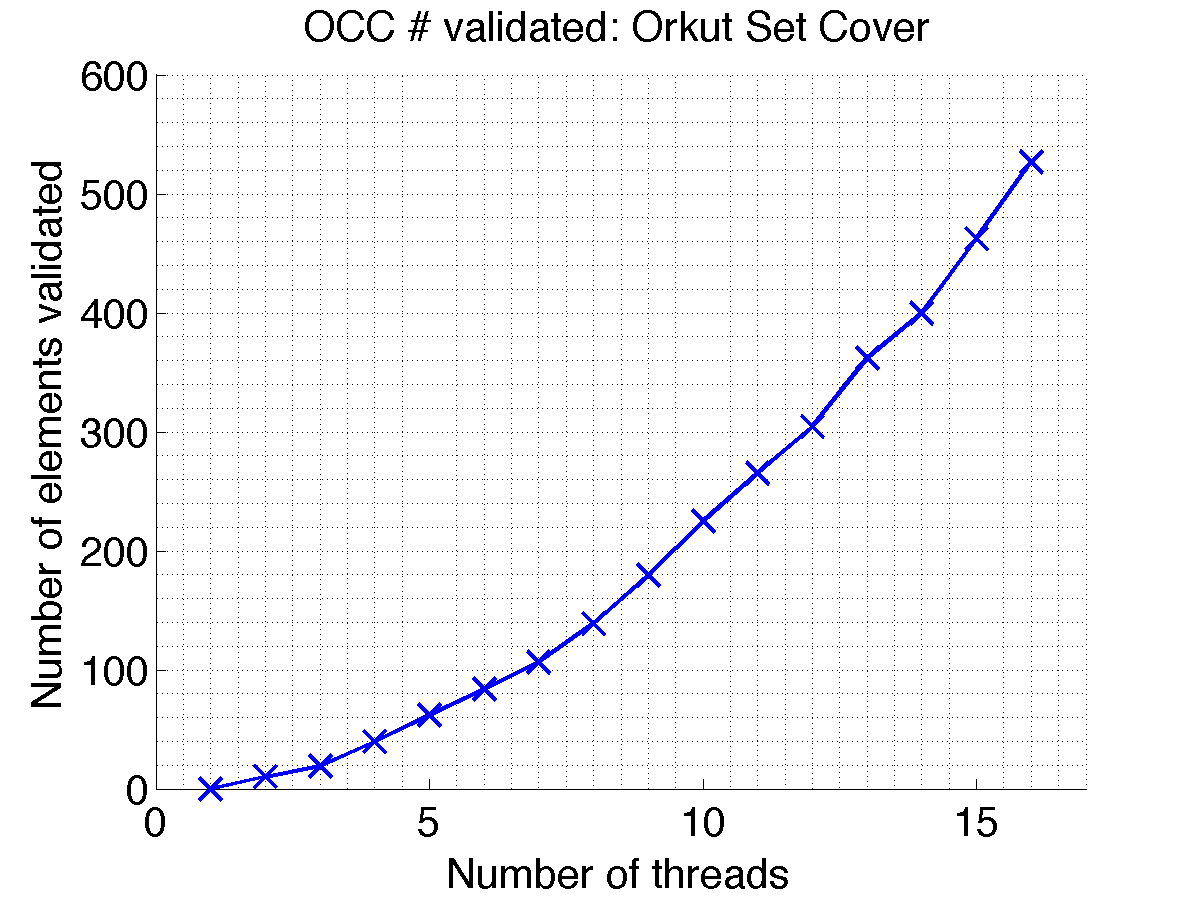 OCC # validated: Orkut Set Cover
600
500
400
300
200
100
0
Number of elements validated
0 5 10 15
Number of threads